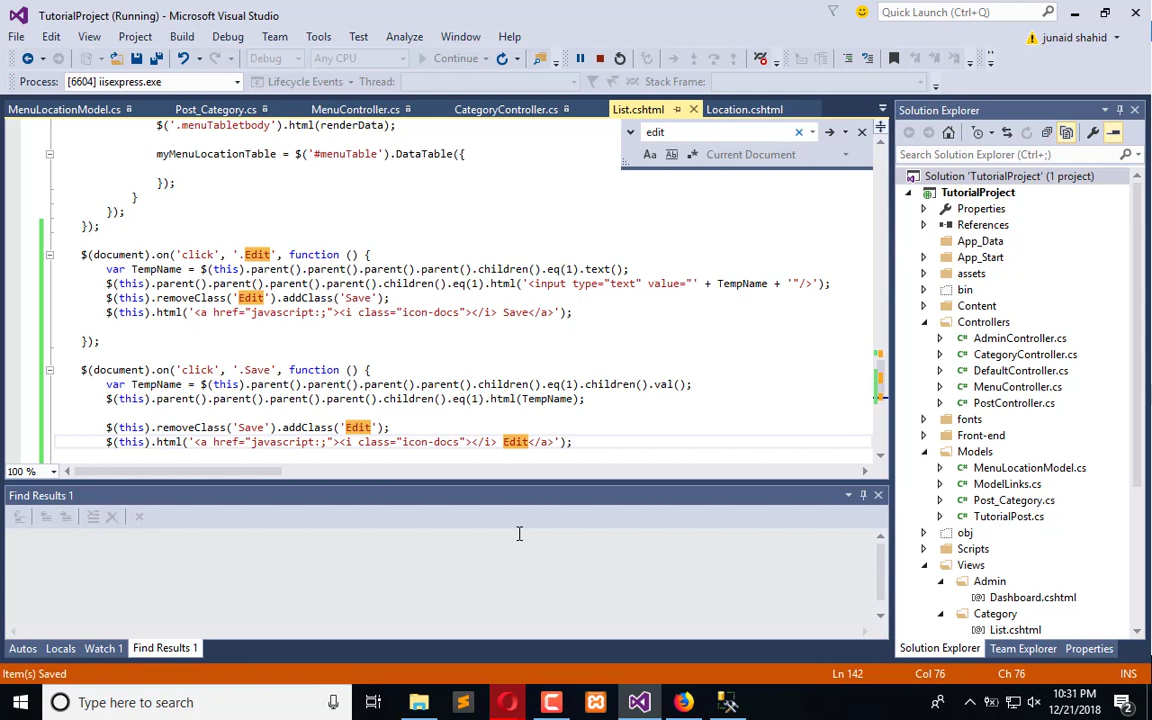 TutorialProject (Running) - Microsoft Visual Studio
Quick Launch (Ctrl+Q)
File Edit View Project Build Debug Team Tools Test Analyze Window Help
junaid shahid
Debug Any CPU Continue
Process: [6604] iisexpress.exe Lifecycle Events Thread: Stack Frame:
MenuLocationModel.cs Post_Category.cs MenuController.cs CategoryController.cs List.cshtml Location.cshtml
edit
Aa Current Document
$('.menuTabletbody').html(renderData);
myMenuLocationTable = $('#menuTable').DataTable({
});
}
});
});
$(document).on('click', '.Edit', function () {
var TempName = $(this).parent().parent().parent().parent().children().eq(1).text();
$(this).parent().parent().parent().parent().children().eq(1).html('<input type="text" value="' + TempName + '"/>');
$(this).removeClass('Edit').addClass('Save');
$(this).html('<a href="javascript:;"><i class="icon-docs"></i> Save</a>');
});
$(document).on('click', '.Save', function () {
var TempName = $(this).parent().parent().parent().parent().children().eq(1).children().val();
$(this).parent().parent().parent().parent().children().eq(1).html(TempName);
$(this).removeClass('Save').addClass('Edit');
$(this).html('<a href="javascript:;"><i class="icon-docs"></i> Edit</a>');
100 %
Find Results 1
Autos Locals Watch 1 Find Results 1
Solution Explorer
Search Solution Explorer (Ctrl+;)
Solution 'TutorialProject' (1 project)
TutorialProject
Properties
References
App_Data
App_Start
assets
bin
Content
Controllers
AdminController.cs
CategoryController.cs
DefaultController.cs
MenuController.cs
PostController.cs
fonts
Front-end
Models
MenuLocationModel.cs
ModelLinks.cs
Post_Category.cs
TutorialPost.cs
obj
Scripts
Views
Admin
Dashboard.cshtml
Category
List.cshtml
Solution Explorer Team Explorer Properties
Item(s) Saved Ln 142 Col 76 Ch 76 INS
Type here to search
10:31 PM
12/21/2018
2